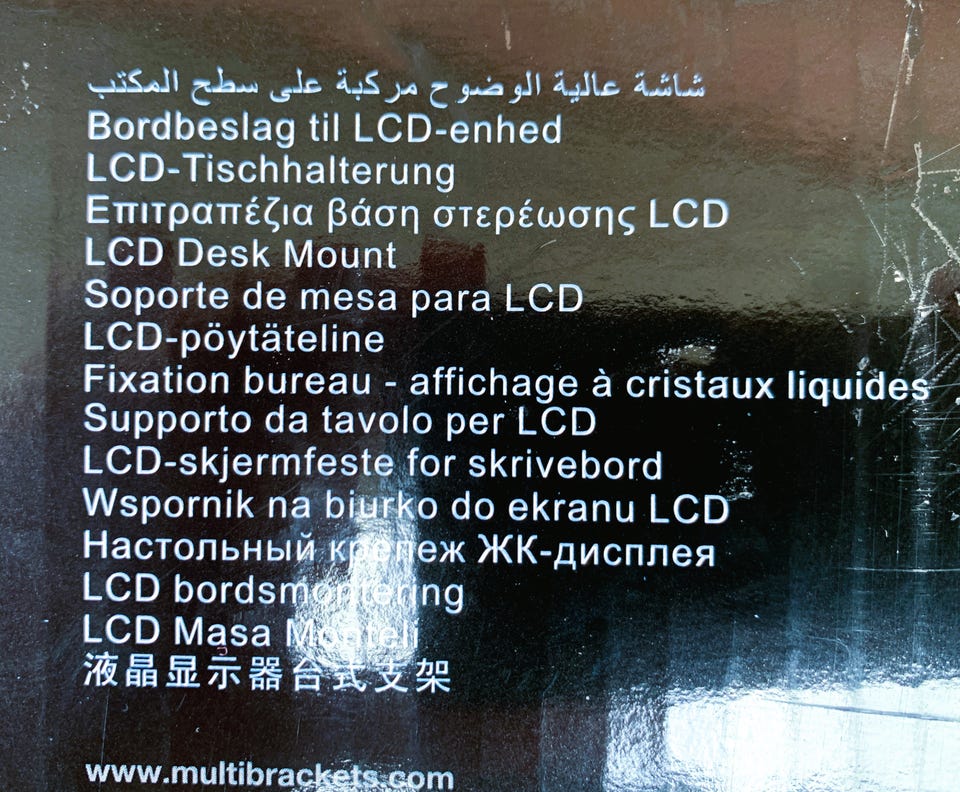 شاشة عالية الوضوح مركبة على سطح المكتب
Bordbeslag til LCD-enhed
LCD-Tischhalterung
Επιτραπέζια βάση στερέωσης LCD
LCD Desk Mount
Soporte de mesa para LCD
LCD-pöytäteline
Fixation bureau - affichage à cristaux liquides
Supporto da tavolo per LCD
LCD-skjermfeste for skrivebord
Wspornik na biurko do ekranu LCD
Настольный крепеж ЖК-дисплея
LCD bordsmontering
LCD Masa Monteli
液晶显示器台式支架
www.multibrackets.com